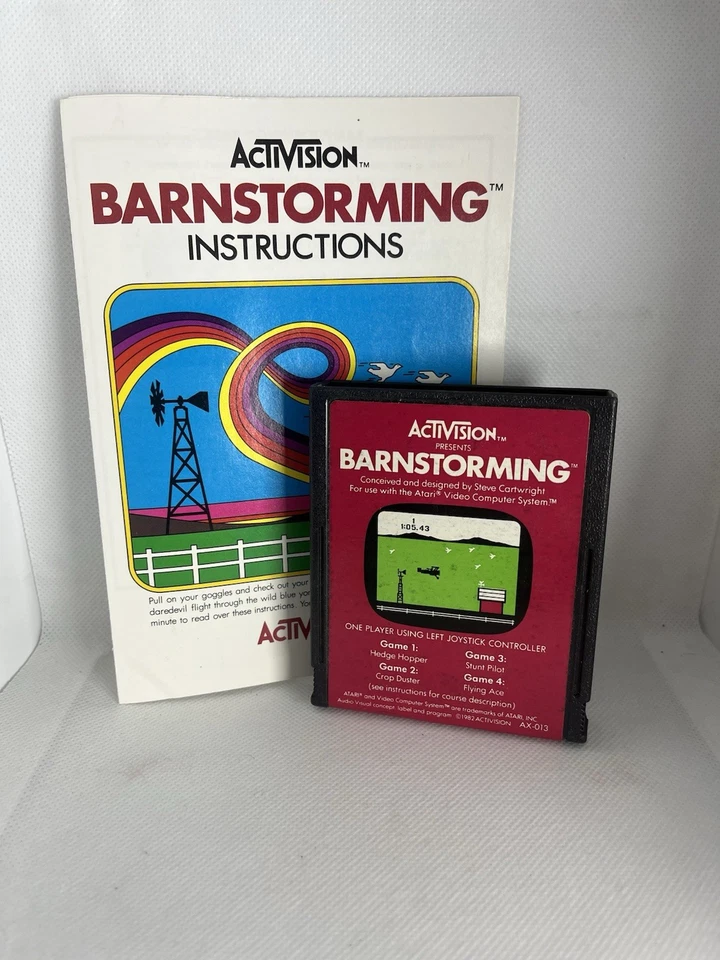 ACTIVISION™
BARNSTORMING™
INSTRUCTIONS
Pull on your goggles and check out your
daredevil flight through the wild blue
minute to read over these instructions.
ACTIVISION™
PRESENTS
BARNSTORMING™
Conceived and designed by Steve Cartwright
For use with the Atari® Video Computer System™
1
1:05.43
ONE PLAYER USING LEFT JOYSTICK CONTROLLER
Game 1:
Hedge Hopper
Game 2:
Crop Duster
Game 3:
Stunt Pilot
Game 4:
Flying Ace
(see instructions for course description)
ATARI® and Video Computer System™ are trademarks of ATARI, INC
Audio Visual concept, label and program ©1982 ACTIVISION AX-013